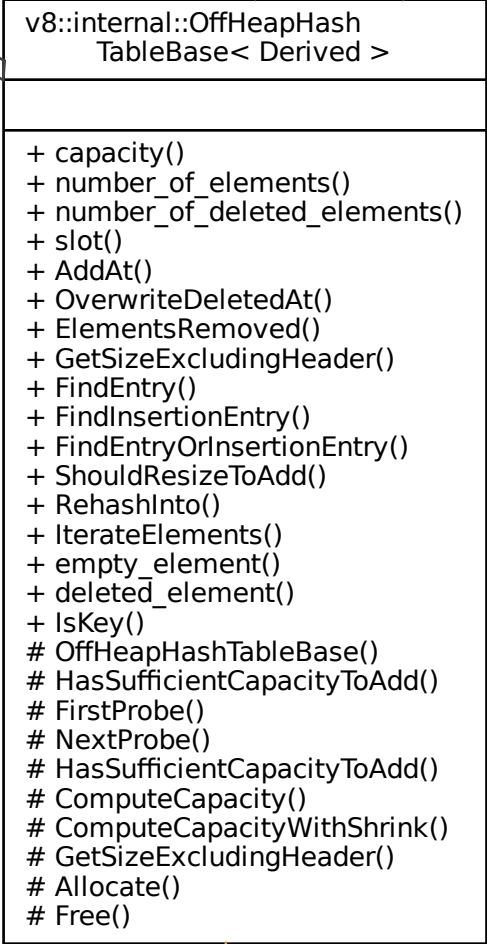 v8::internal::OffHeapHash
TableBase< Derived >
+ capacity()
+ number_of_elements()
+ number_of_deleted_elements()
+ slot()
+ AddAt()
+ OverwriteDeletedAt()
+ ElementsRemoved()
+ GetSizeExcludingHeader()
+ FindEntry()
+ FindInsertionEntry()
+ FindEntryOrInsertionEntry()
+ ShouldResizeToAdd()
+ RehashInto()
+ IterateElements()
+ empty_element()
+ deleted_element()
+ IsKey()
# OffHeapHashTableBase()
# HasSufficientCapacityToAdd()
# FirstProbe()
# NextProbe()
# HasSufficientCapacityToAdd()
# ComputeCapacity()
# ComputeCapacityWithShrink()
# GetSizeExcludingHeader()
# Allocate()
# Free()